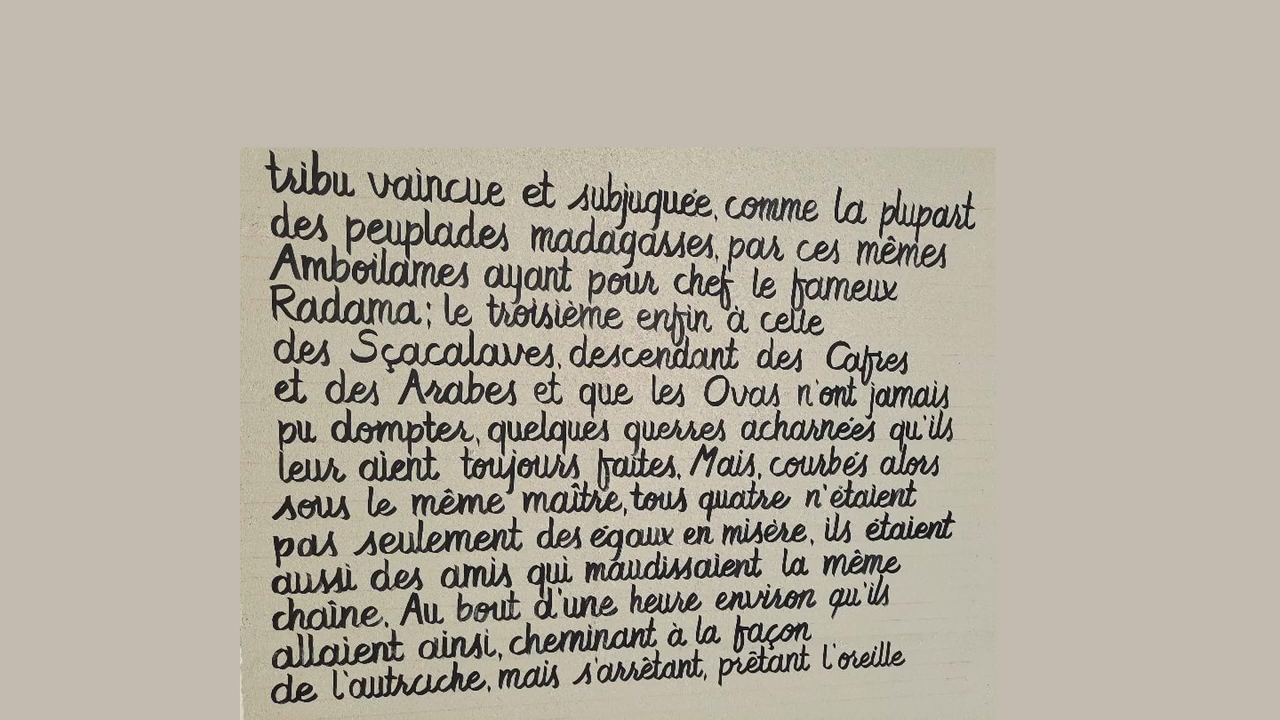 tribu vaincue et subjuguée, comme la plupart
des peuplades madagasses, par ces mêmes
Amboilames ayant pour chef le fameux
Radama; le troisième enfin à celle
des Sçacalaves, descendant des Cafres
et des Arabes et que les Ovas n'ont jamais
pu dompter, quelques guerres acharnées qu'ils
leur aient toujours faites. Mais, courbés alors
sous le même maître, tous quatre n'étaient
pas seulement des égaux en misère, ils étaient
aussi des amis qui maudissaient la même
chaîne. Au bout d'une heure environ qu'ils
allaient ainsi, cheminant à la façon
de l'autruche, mais s'arrêtant, prêtant l'oreille